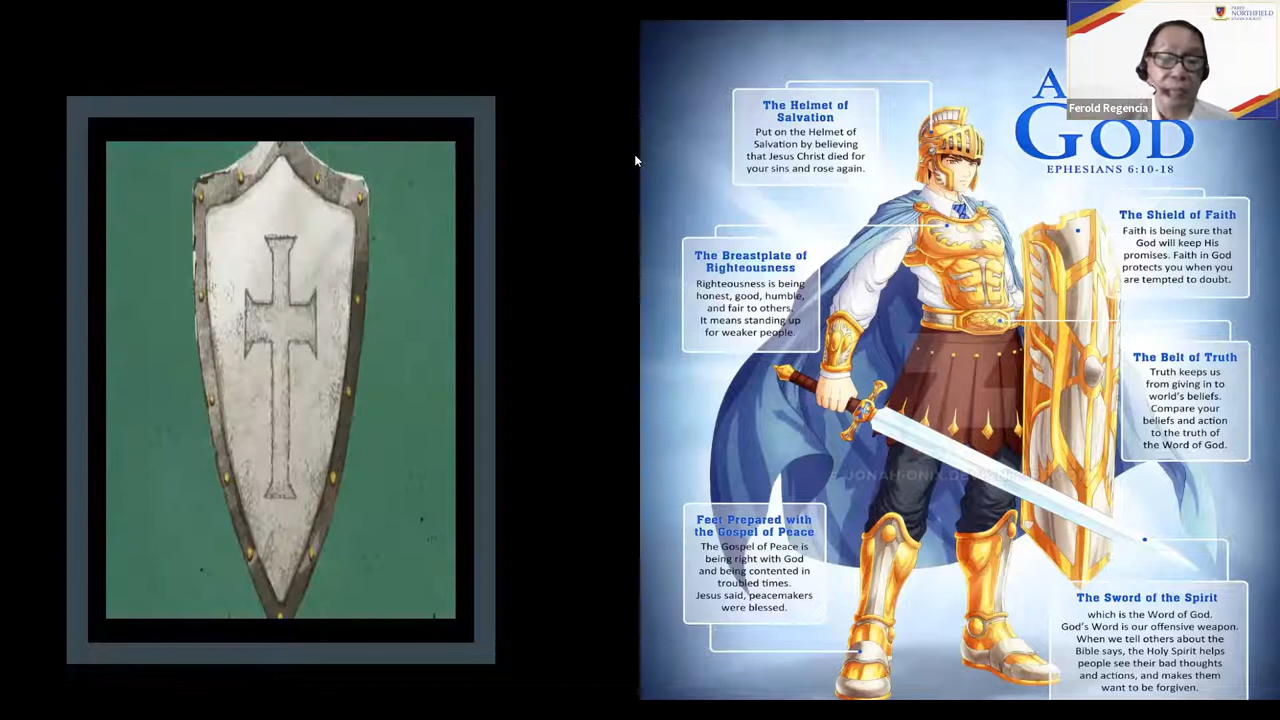 PAREF
NORTHFIELD
Ferold Regencia
A
GOD
EPHESIANS 6:10-18
The Helmet of
Salvation
Put on the Helmet of
Salvation by believing
that Jesus Christ died for
your sins and rose again.
The Shield of Faith
Faith is being sure that
God will keep His
promises. Faith in God
protects you when you
are tempted to doubt.
The Breastplate of
Righteousness
Righteousness is being
honest, good, humble,
and fair to others.
It means standing up
for weaker people.
The Belt of Truth
Truth keeps us
from giving in to
world's beliefs.
Compare your
beliefs and action
to the truth of
the Word of God.
Feet Prepared with
the Gospel of Peace
The Gospel of Peace is
being right with God
and being contented in
troubled times.
Jesus said, peacemakers
were blessed.
The Sword of the Spirit
which is the Word of God.
God's Word is our offensive weapon.
When we tell others about the
Bible says, the Holy Spirit helps
people see their bad thoughts
and actions, and makes them
want to be forgiven.